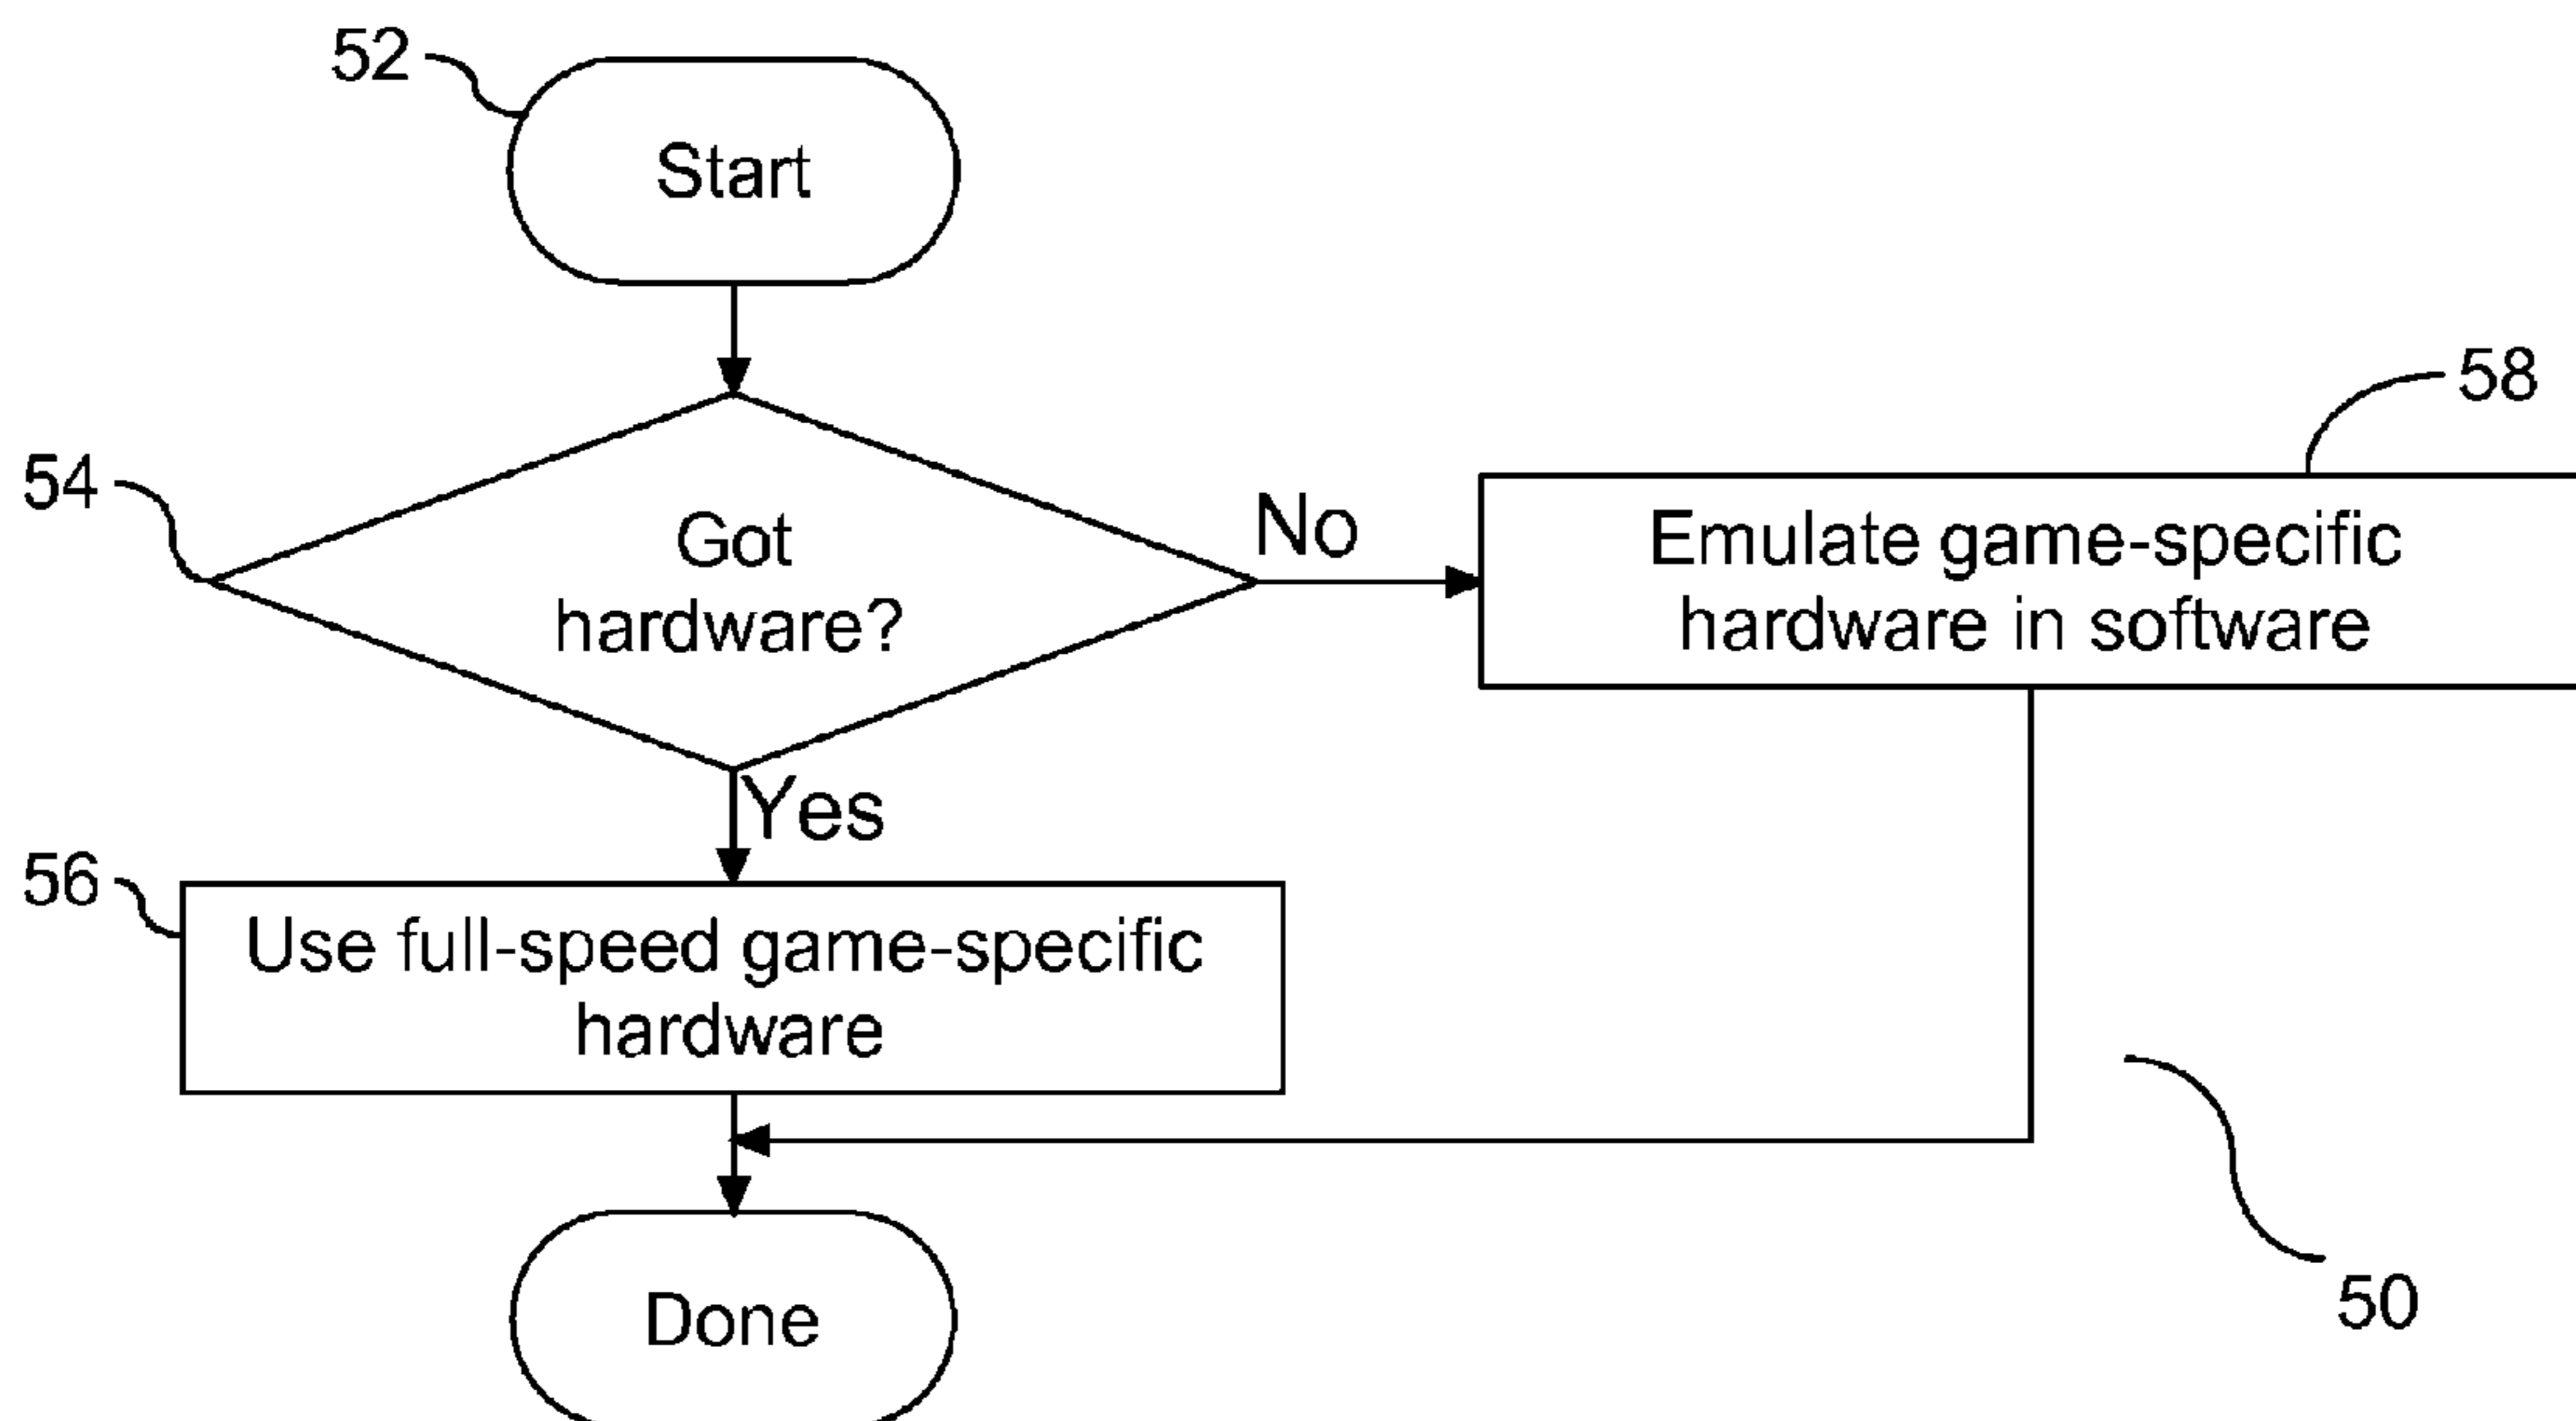 52
Start
58
54
Got
hardware?
No
Emulate game-specific
hardware in software
Yes
56
Use full-speed game-specific
hardware
50
Done